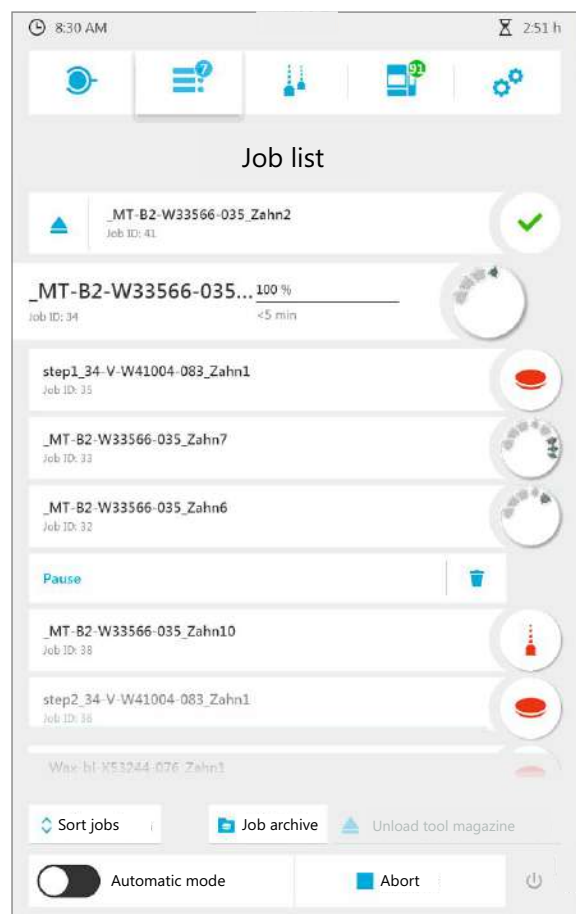 8:30 AM
2:51 h
7
91
Job list
_MT-B2-W33566-035_Zahn2
Job ID: 41
_MT-B2-W33566-035...
100 %
Job ID: 34
<5 min
step1_34-V-W41004-083_Zahn1
Job ID: 35
_MT-B2-W33566-035_Zahn7
Job ID: 33
_MT-B2-W33566-035_Zahn6
Job ID: 32
Pause
_MT-B2-W33566-035_Zahn10
Job ID: 38
step2_34-V-W41004-083_Zahn1
Job ID: 36
Wax-bl-X53244-076_Zahn1
Sort jobs
Job archive
Unload tool magazine
Automatic mode
Abort